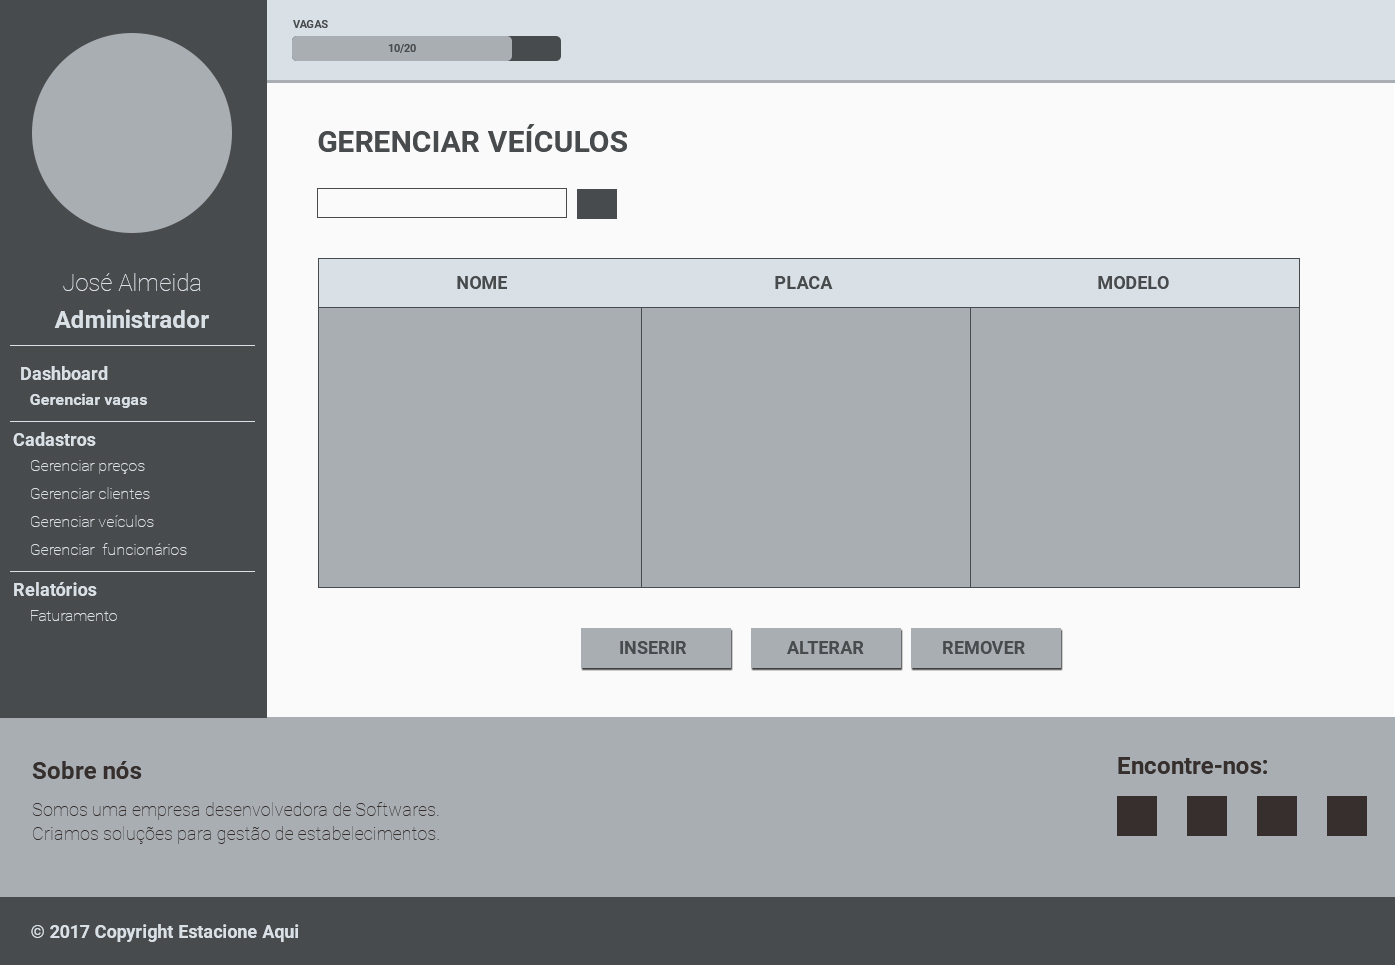 VAGAS
10/20
José Almeida
Administrador
Dashboard
Gerenciar vagas
Cadastros
Gerenciar preços
Gerenciar clientes
Gerenciar veículos
Gerenciar  funcionários
Relatórios
Faturamento
GERENCIAR VEÍCULOS
NOME PLACA MODELO
INSERIR ALTERAR REMOVER
Sobre nós
Somos uma empresa desenvolvedora de Softwares.
Criamos soluções para gestão de estabelecimentos.
Encontre-nos:
© 2017 Copyright Estacione Aqui